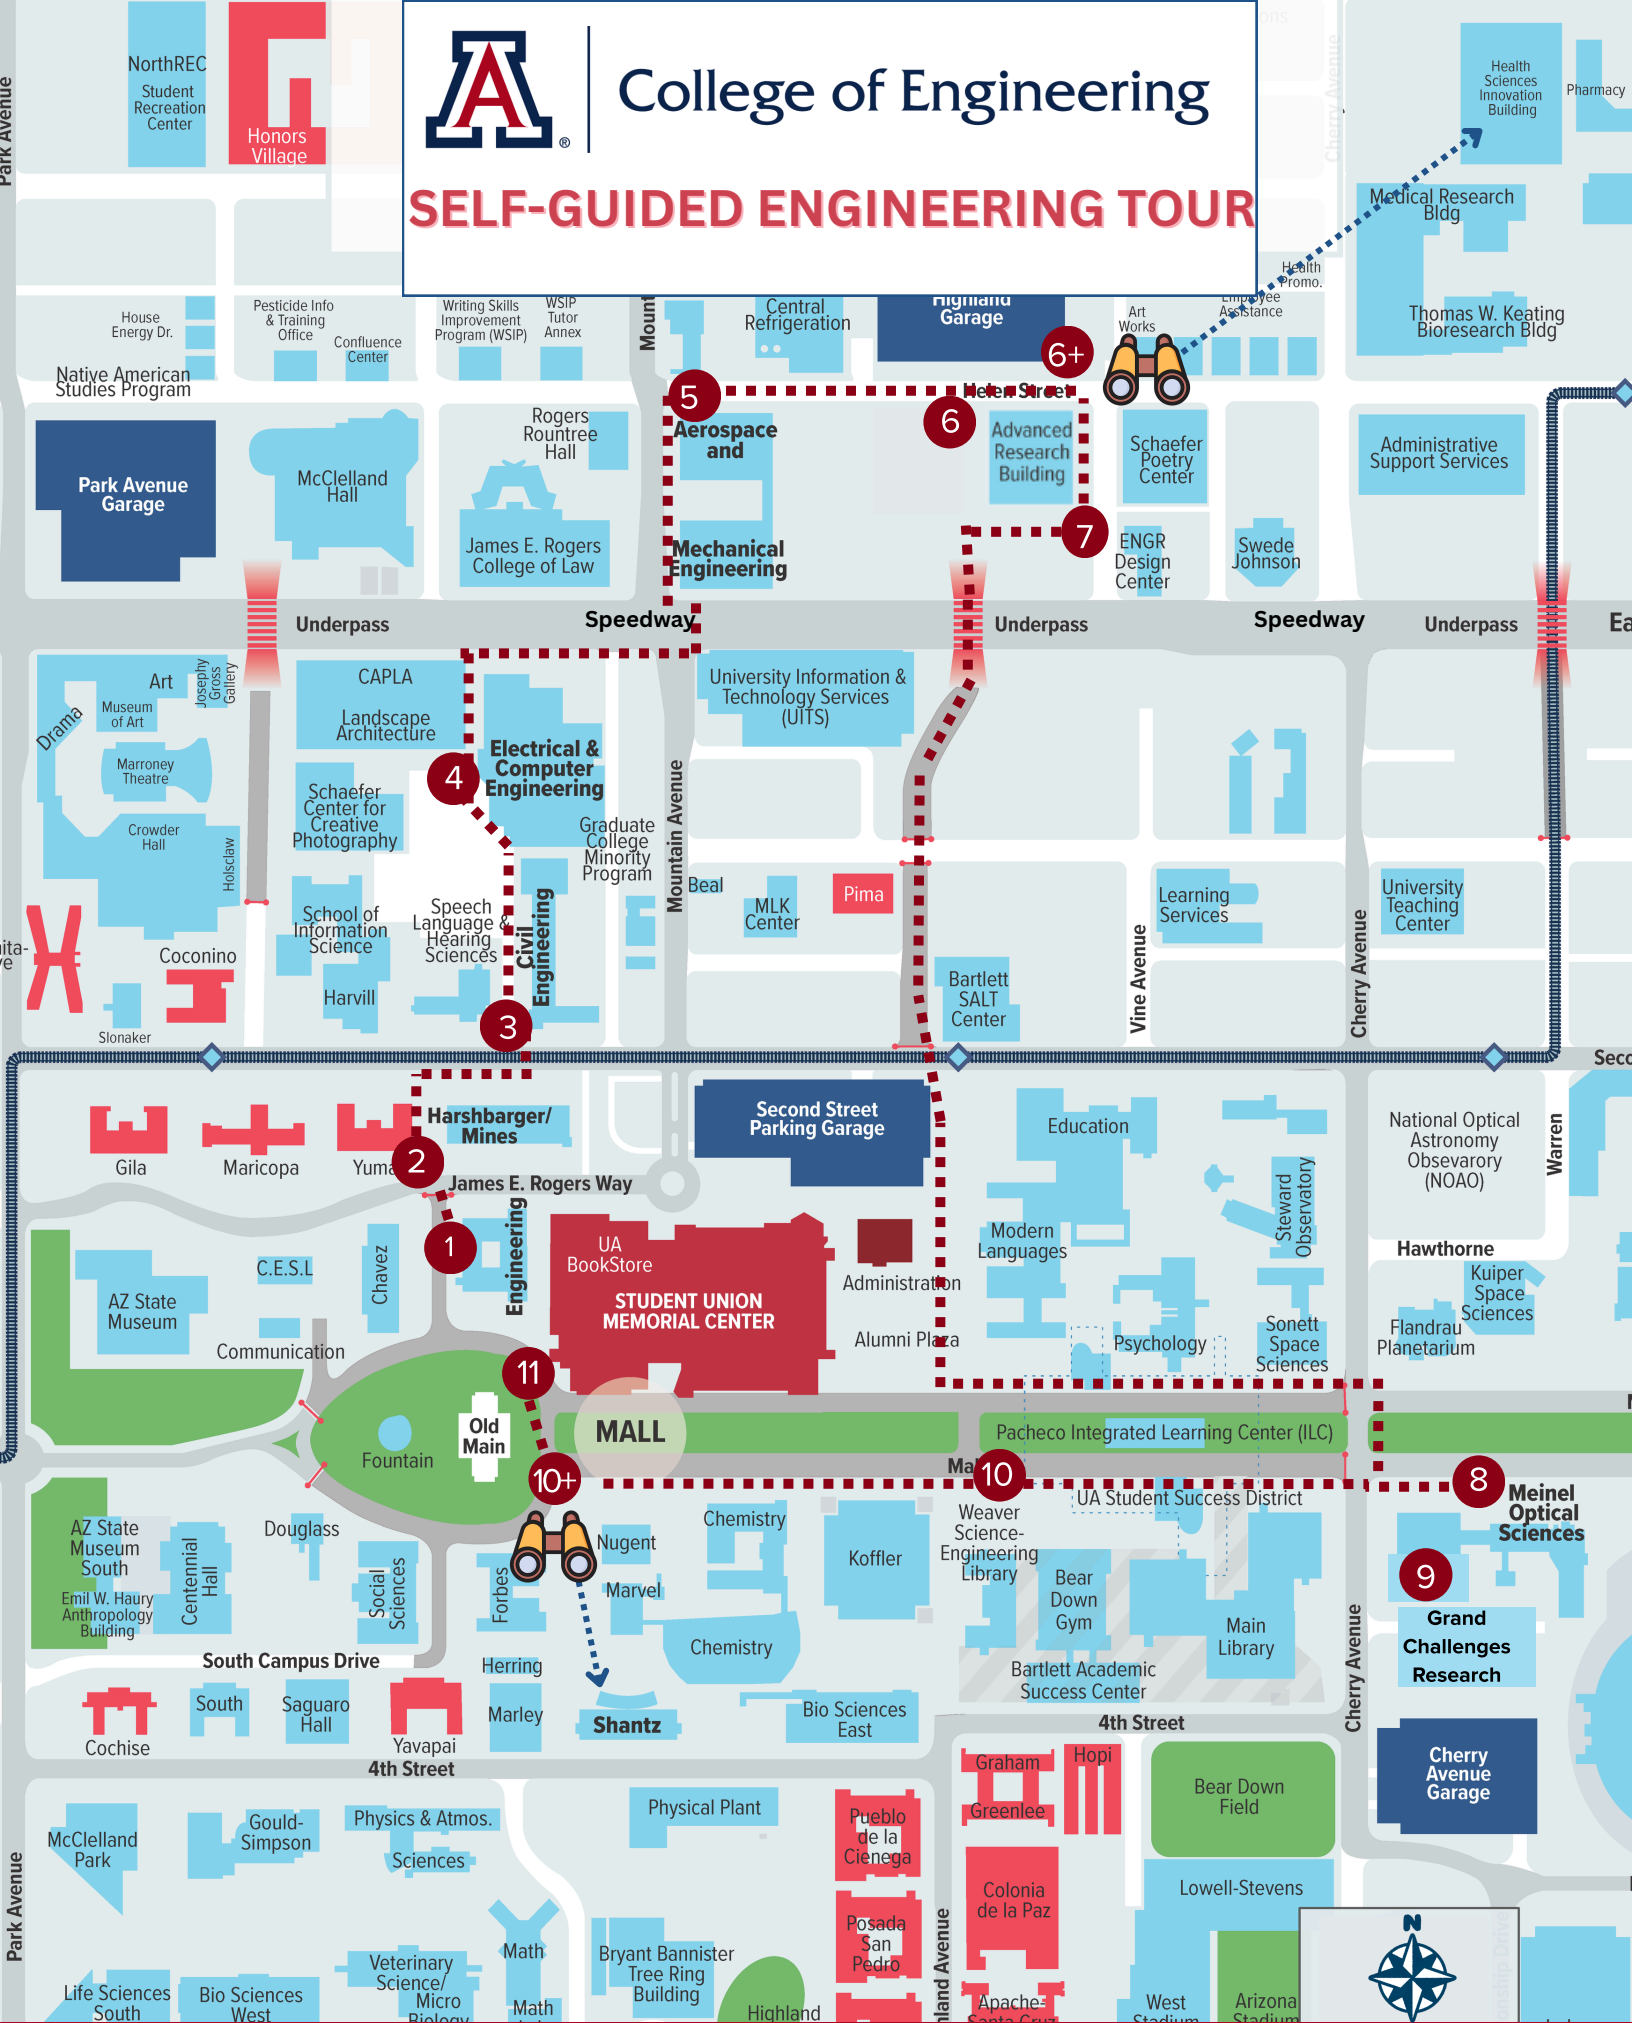 A
®
College of Engineering
SELF-GUIDED ENGINEERING TOUR
NorthREC
Student
Recreation
Center
Honors
Village
Park Avenue
Cherry Avenue
Health
Sciences
Innovation
Building
Pharmacy
Medical Research
Bldg
Health
Promo.
Employee
Assistance
Art
Works
Thomas W. Keating
Bioresearch Bldg
House
Energy Dr.
Pesticide Info
& Training
Office
Confluence
Center
Writing Skills
Improvement
Program (WSIP)
WSIP
Tutor
Annex
Mount
Central
Refrigeration
Highland
Garage
6+
Native American
Studies Program
5
Helen Street
6
Aerospace
and
Mechanical
Engineering
Advanced
Research
Building
Schaefer
Poetry
Center
Administrative
Support Services
Park Avenue
Garage
McClelland
Hall
Rogers
Rountree
Hall
James E. Rogers
College of Law
7
ENGR
Design
Center
Swede
Johnson
Underpass
Speedway
Underpass
Speedway
Underpass
Ea
Art
Josephy
Gross
Gallery
Museum
of Art
Drama
Marroney
Theatre
Crowder
Hall
Holsclaw
CAPLA
Landscape
Architecture
4
Electrical &
Computer
Engineering
Schaefer
Center for
Creative
Photography
University Information &
Technology Services
(UITS)
Mountain Avenue
Graduate
College
Minority
Program
Beal
MLK
Center
Pima
Learning
Services
University
Teaching
Center
School of
Information
Science
Speech
Language &
Hearing
Sciences
Civil
Engineering
Coconino
Harvill
Slonaker
3
Bartlett
SALT
Center
Vine Avenue
Cherry Avenue
Seco
Gila
Maricopa
Yuma
2
Harshbarger/
Mines
Second Street
Parking Garage
Education
National Optical
Astronomy
Obsevarory
(NOAO)
Warren
James E. Rogers Way
1
Engineering
UA
BookStore
STUDENT UNION
MEMORIAL CENTER
Administration
Alumni Plaza
Modern
Languages
Steward
Observatory
Hawthorne
Kuiper
Space
Sciences
Flandrau
Planetarium
Psychology
Sonett
Space
Sciences
AZ State
Museum
C.E.S.L
Chavez
Communication
11
Old
Main
Fountain
MALL
10+
Pacheco Integrated Learning Center (ILC)
10
8
Meinel
Optical
Sciences
UA Student Success District
Weaver
Science-
Engineering
Library
Bear
Down
Gym
Main
Library
Bartlett Academic
Success Center
9
Grand
Challenges
Research
Cherry Avenue
AZ State
Museum
South
Emil W. Haury
Anthropology
Building
Centennial
Hall
Douglass
Social
Sciences
Forbes
Nugent
Marvel
Chemistry
Koffler
Chemistry
South Campus Drive
Herring
Cochise
South
Saguaro
Hall
Yavapai
Marley
Shantz
Bio Sciences
East
4th Street
4th Street
Graham
Greenlee
Hopi
Bear Down
Field
Cherry
Avenue
Garage
Park Avenue
McClelland
Park
Gould-
Simpson
Physics & Atmos.
Sciences
Physical Plant
Pueblo
de la
Cienega
Colonia
de la Paz
Lowell-Stevens
Posada
San
Pedro
N
Math
Veterinary
Science/
Micro
Biology
Bryant Bannister
Tree Ring
Building
Life Sciences
South
Bio Sciences
West
Math
Highland
hland Avenue
Apache-
Santa Cruz
West
Stadium
Arizona
Stadium